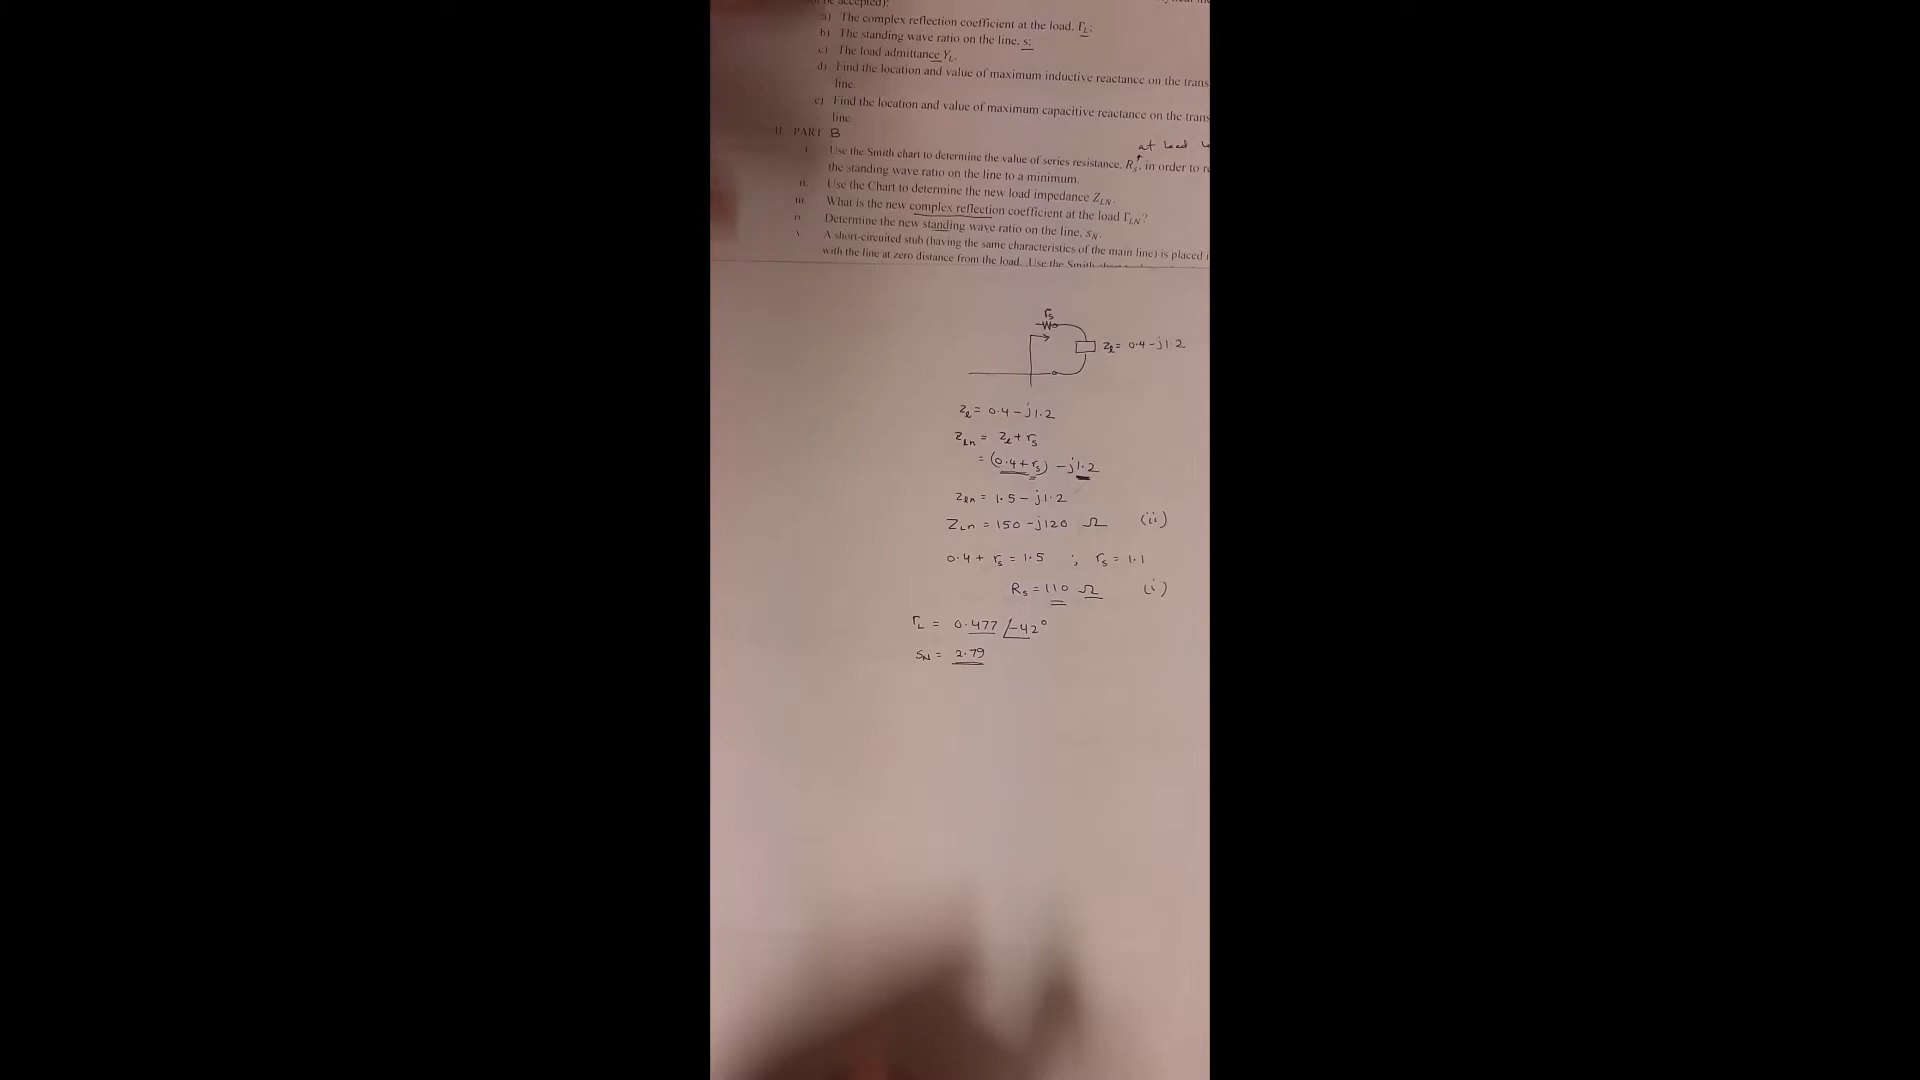 be accepted):
a) The complex reflection coefficient at the load, Γ_L;
b) The standing wave ratio on the line, s;
c) The load admittance Y_L.
d) Find the location and value of maximum inductive reactance on the trans
line.
e) Find the location and value of maximum capacitive reactance on the trans
line.
II. PART B
at load
i. Use the Smith chart to determine the value of series resistance, R_S, in order to
the standing wave ratio on the line to a minimum.
ii. Use the Chart to determine the new load impedance Z_LN.
iii. What is the new complex reflection coefficient at the load Γ_LN?
iv. Determine the new standing wave ratio on the line, s_N.
v. A short-circuited stub (having the same characteristics of the main line) is placed
with the line at zero distance from the load. Use the Smith
r_s
z_l = 0.4 - j1.2
z_l = 0.4 - j1.2
z_ln = z_l + r_s
= (0.4 + r_s) - j1.2
z_ln = 1.5 - j1.2
Z_Ln = 150 - j120 Ω (ii)
0.4 + r_s = 1.5 ; r_s = 1.1
R_s = 110 Ω (i)
Γ_L = 0.477 ∠-42°
S_N = 2.79